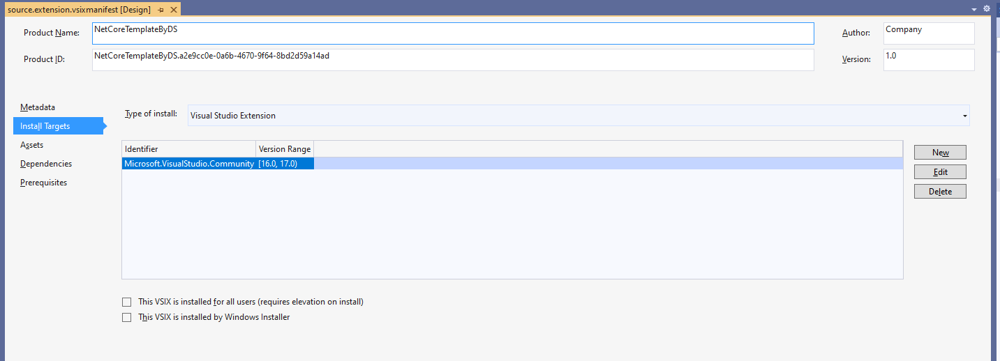 source.extension.vsixmanifest [Design]
Product Name: NetCoreTemplateByDS Author: Company
Product ID: NetCoreTemplateByDS.a2e9cc0e-0a6b-4670-9f64-8bd2d59a14ad Version: 1.0
Metadata
Type of install: Visual Studio Extension
Install Targets
Assets
Dependencies
Prerequisites
Identifier Version Range
Microsoft.VisualStudio.Community [16.0, 17.0)
New
Edit
Delete
This VSIX is installed for all users (requires elevation on install)
This VSIX is installed by Windows Installer